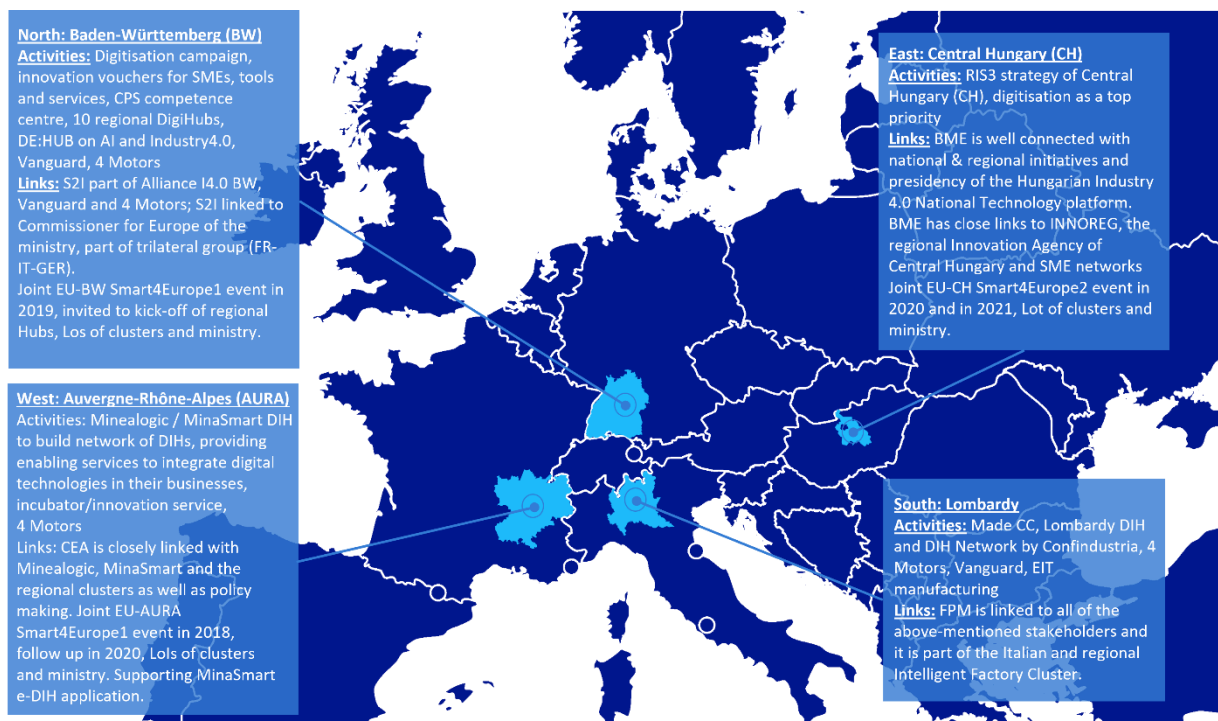 North: Baden-Württemberg (BW)
Activities: Digitisation campaign,
innovation vouchers for SMEs, tools
and services, CPS competence
centre, 10 regional DigiHubs,
DE:HUB on AI and Industry4.0,
Vanguard, 4 Motors
Links: S2I part of Alliance I4.0 BW,
Vanguard and 4 Motors; S2I linked to
Commissioner for Europe of the
ministry, part of trilateral group (FR-
IT-GER).
Joint EU-BW Smart4Europe1 event in
2019, invited to kick-off of regional
Hubs, Los of clusters and ministry.
West: Auvergne-Rhône-Alpes (AURA)
Activities: Minealogic / MinaSmart DIH
to build network of DIHs, providing
enabling services to integrate digital
technologies in their businesses,
incubator/innovation service,
4 Motors
Links: CEA is closely linked with
Minealogic, MinaSmart and the
regional clusters as well as policy
making. Joint EU-AURA
Smart4Europe1 event in 2018,
follow up in 2020, LoIs of clusters
and ministry. Supporting MinaSmart
e-DIH application.
East: Central Hungary (CH)
Activities: RIS3 strategy of Central
Hungary (CH), digitisation as a top
priority
Links: BME is well connected with
national & regional initiatives and
presidency of the Hungarian Industry
4.0 National Technology platform.
BME has close links to INNOREG, the
regional Innovation Agency of
Central Hungary and SME networks
Joint EU-CH Smart4Europe2 event in
2020 and in 2021, Lot of clusters and
ministry.
South: Lombardy
Activities: Made CC, Lombardy DIH
and DIH Network by Confindustria, 4
Motors, Vanguard, EIT
manufacturing
Links: FPM is linked to all of the
above-mentioned stakeholders and
it is part of the Italian and regional
Intelligent Factory Cluster.